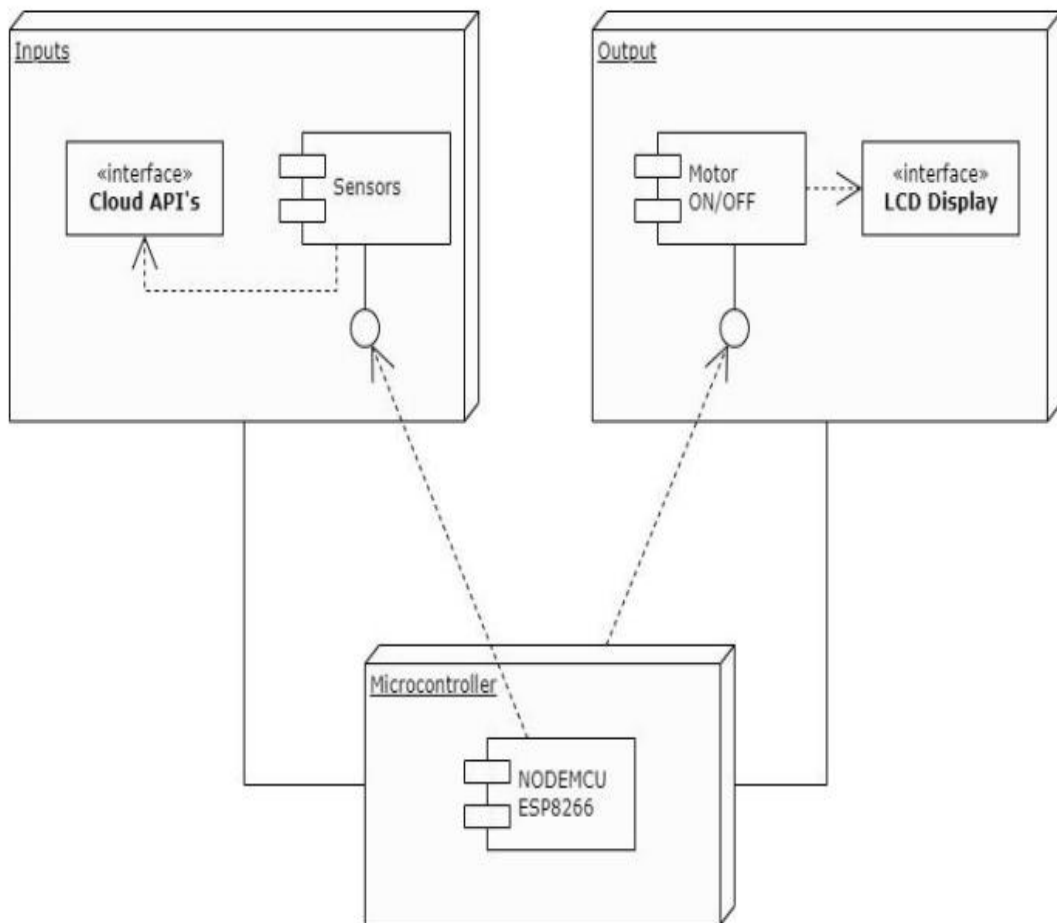 Inputs
«interface»
Cloud API's
Sensors
Output
Motor
ON/OFF
«interface»
LCD Display
Microcontroller
NODEMCU
ESP8266